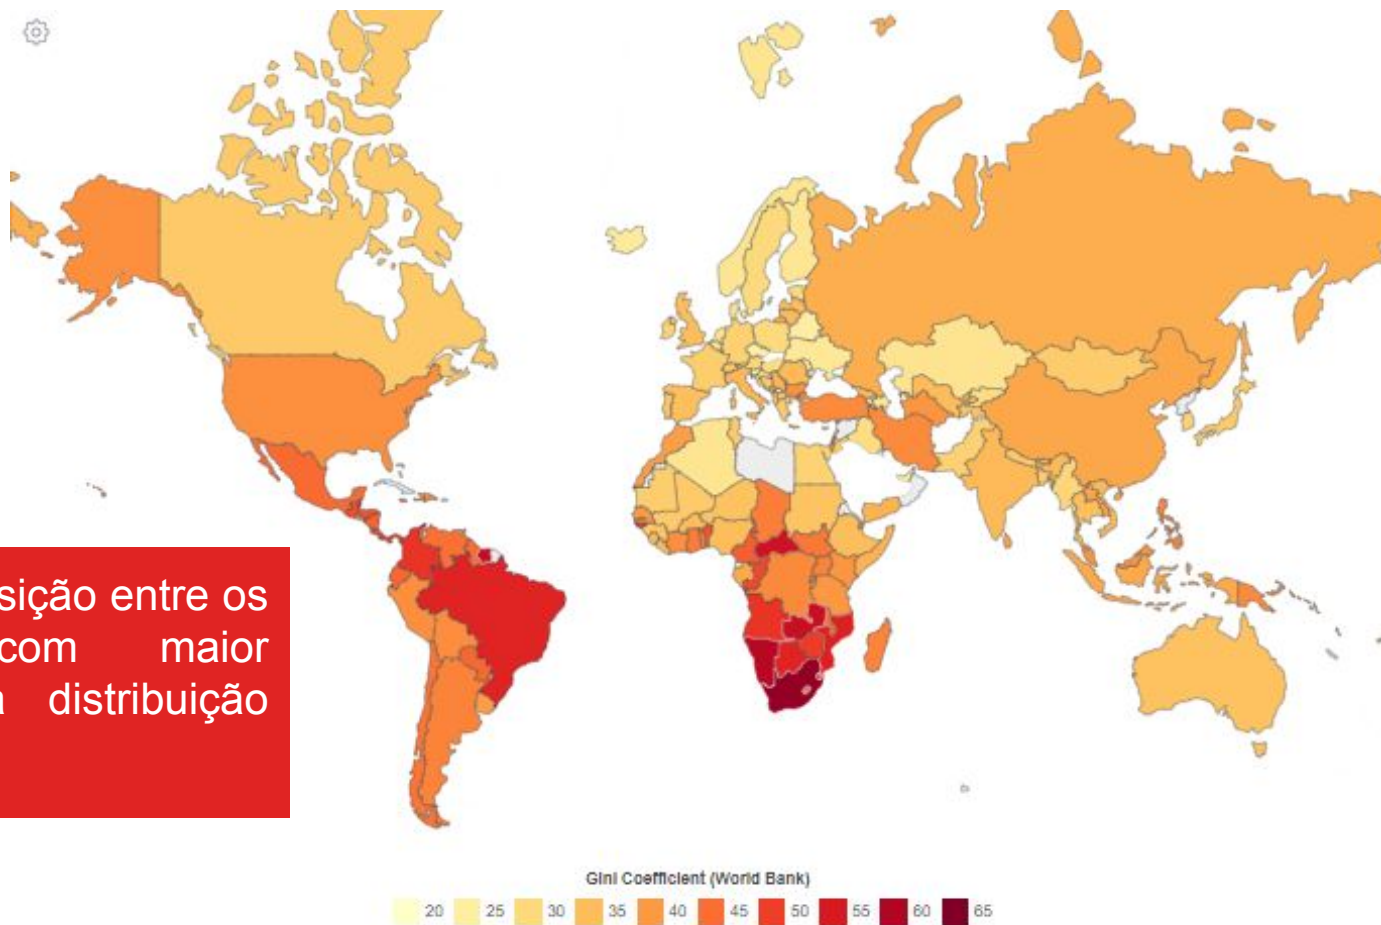 sição entre os
com maior
distribuição
Gini Coefficient (World Bank)
20 25 30 35 40 45 50 55 60 65